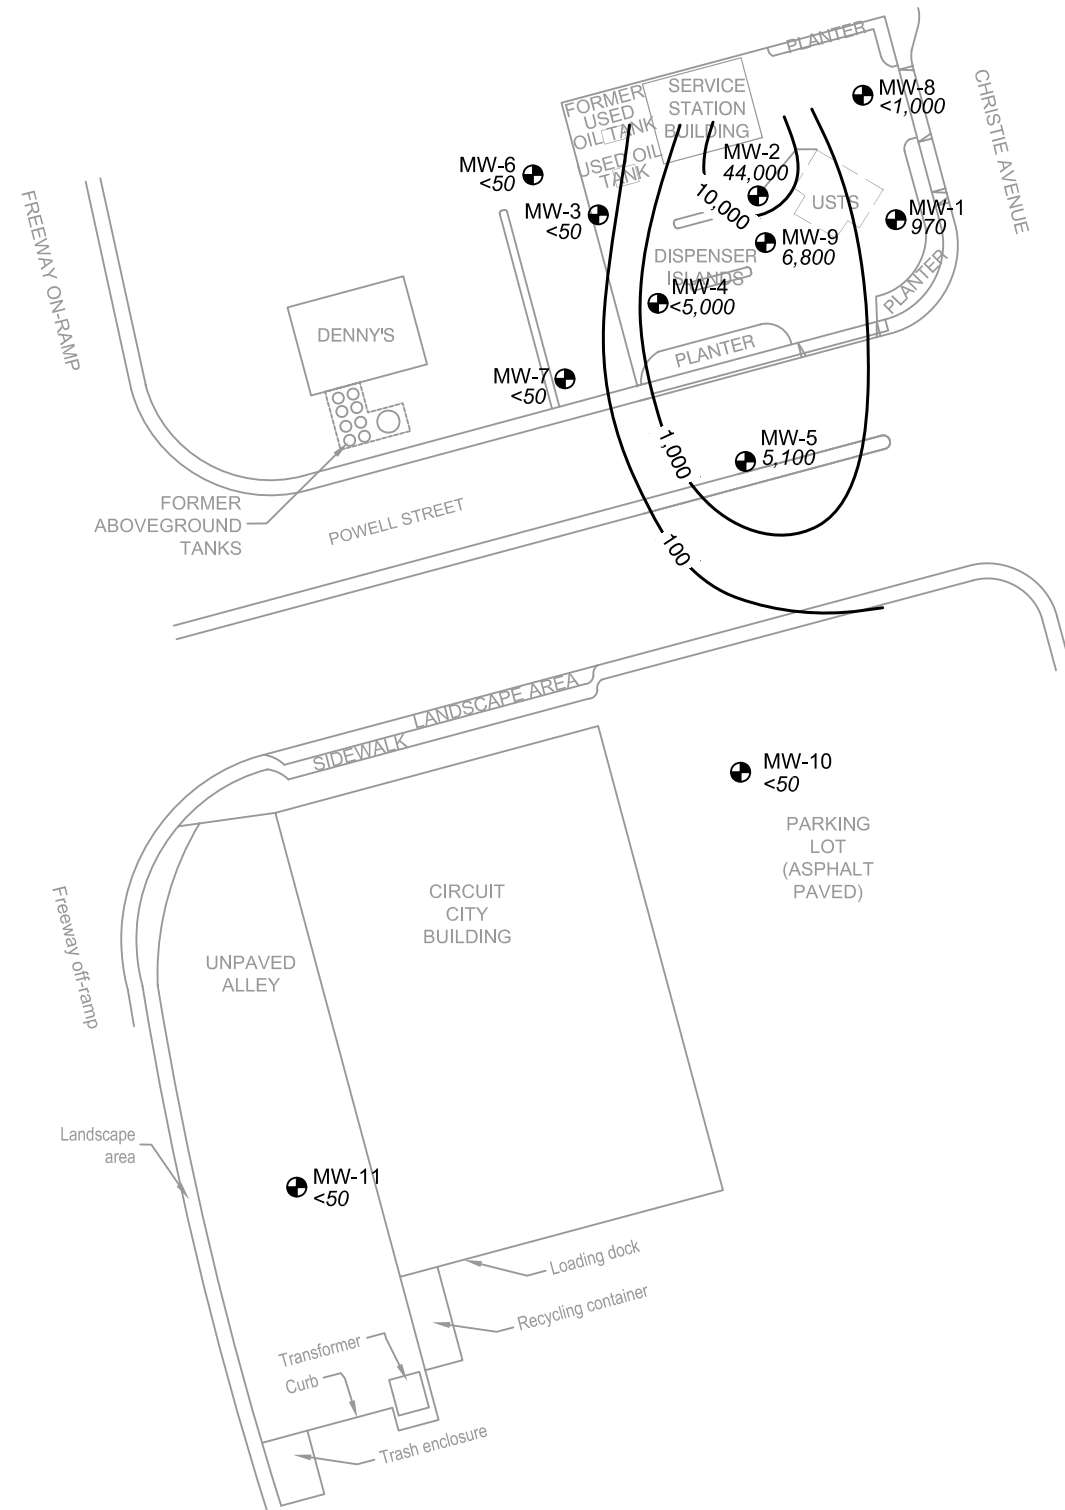 PLANTER
SERVICE
STATION
BUILDING
FORMER
USED
OIL TANK
USED OIL
TANK
MW-8
<1,000
CHRISTIE AVENUE
MW-6
<50
MW-2
44,000
10,000
USTS
MW-3
<50
MW-1
970
MW-9
6,800
DISPENSER
ISLANDS
PLANTER
MW-4
<5,000
FREEWAY ON-RAMP
DENNY'S
PLANTER
MW-7
<50
1,000
MW-5
5,100
FORMER
ABOVEGROUND
TANKS
POWELL STREET
100
LANDSCAPE AREA
SIDEWALK
MW-10
<50
PARKING
LOT
(ASPHALT
PAVED)
CIRCUIT
CITY
BUILDING
Freeway off-ramp
UNPAVED
ALLEY
Landscape
area
MW-11
<50
Loading dock
Recycling container
Transformer
Curb
Trash enclosure